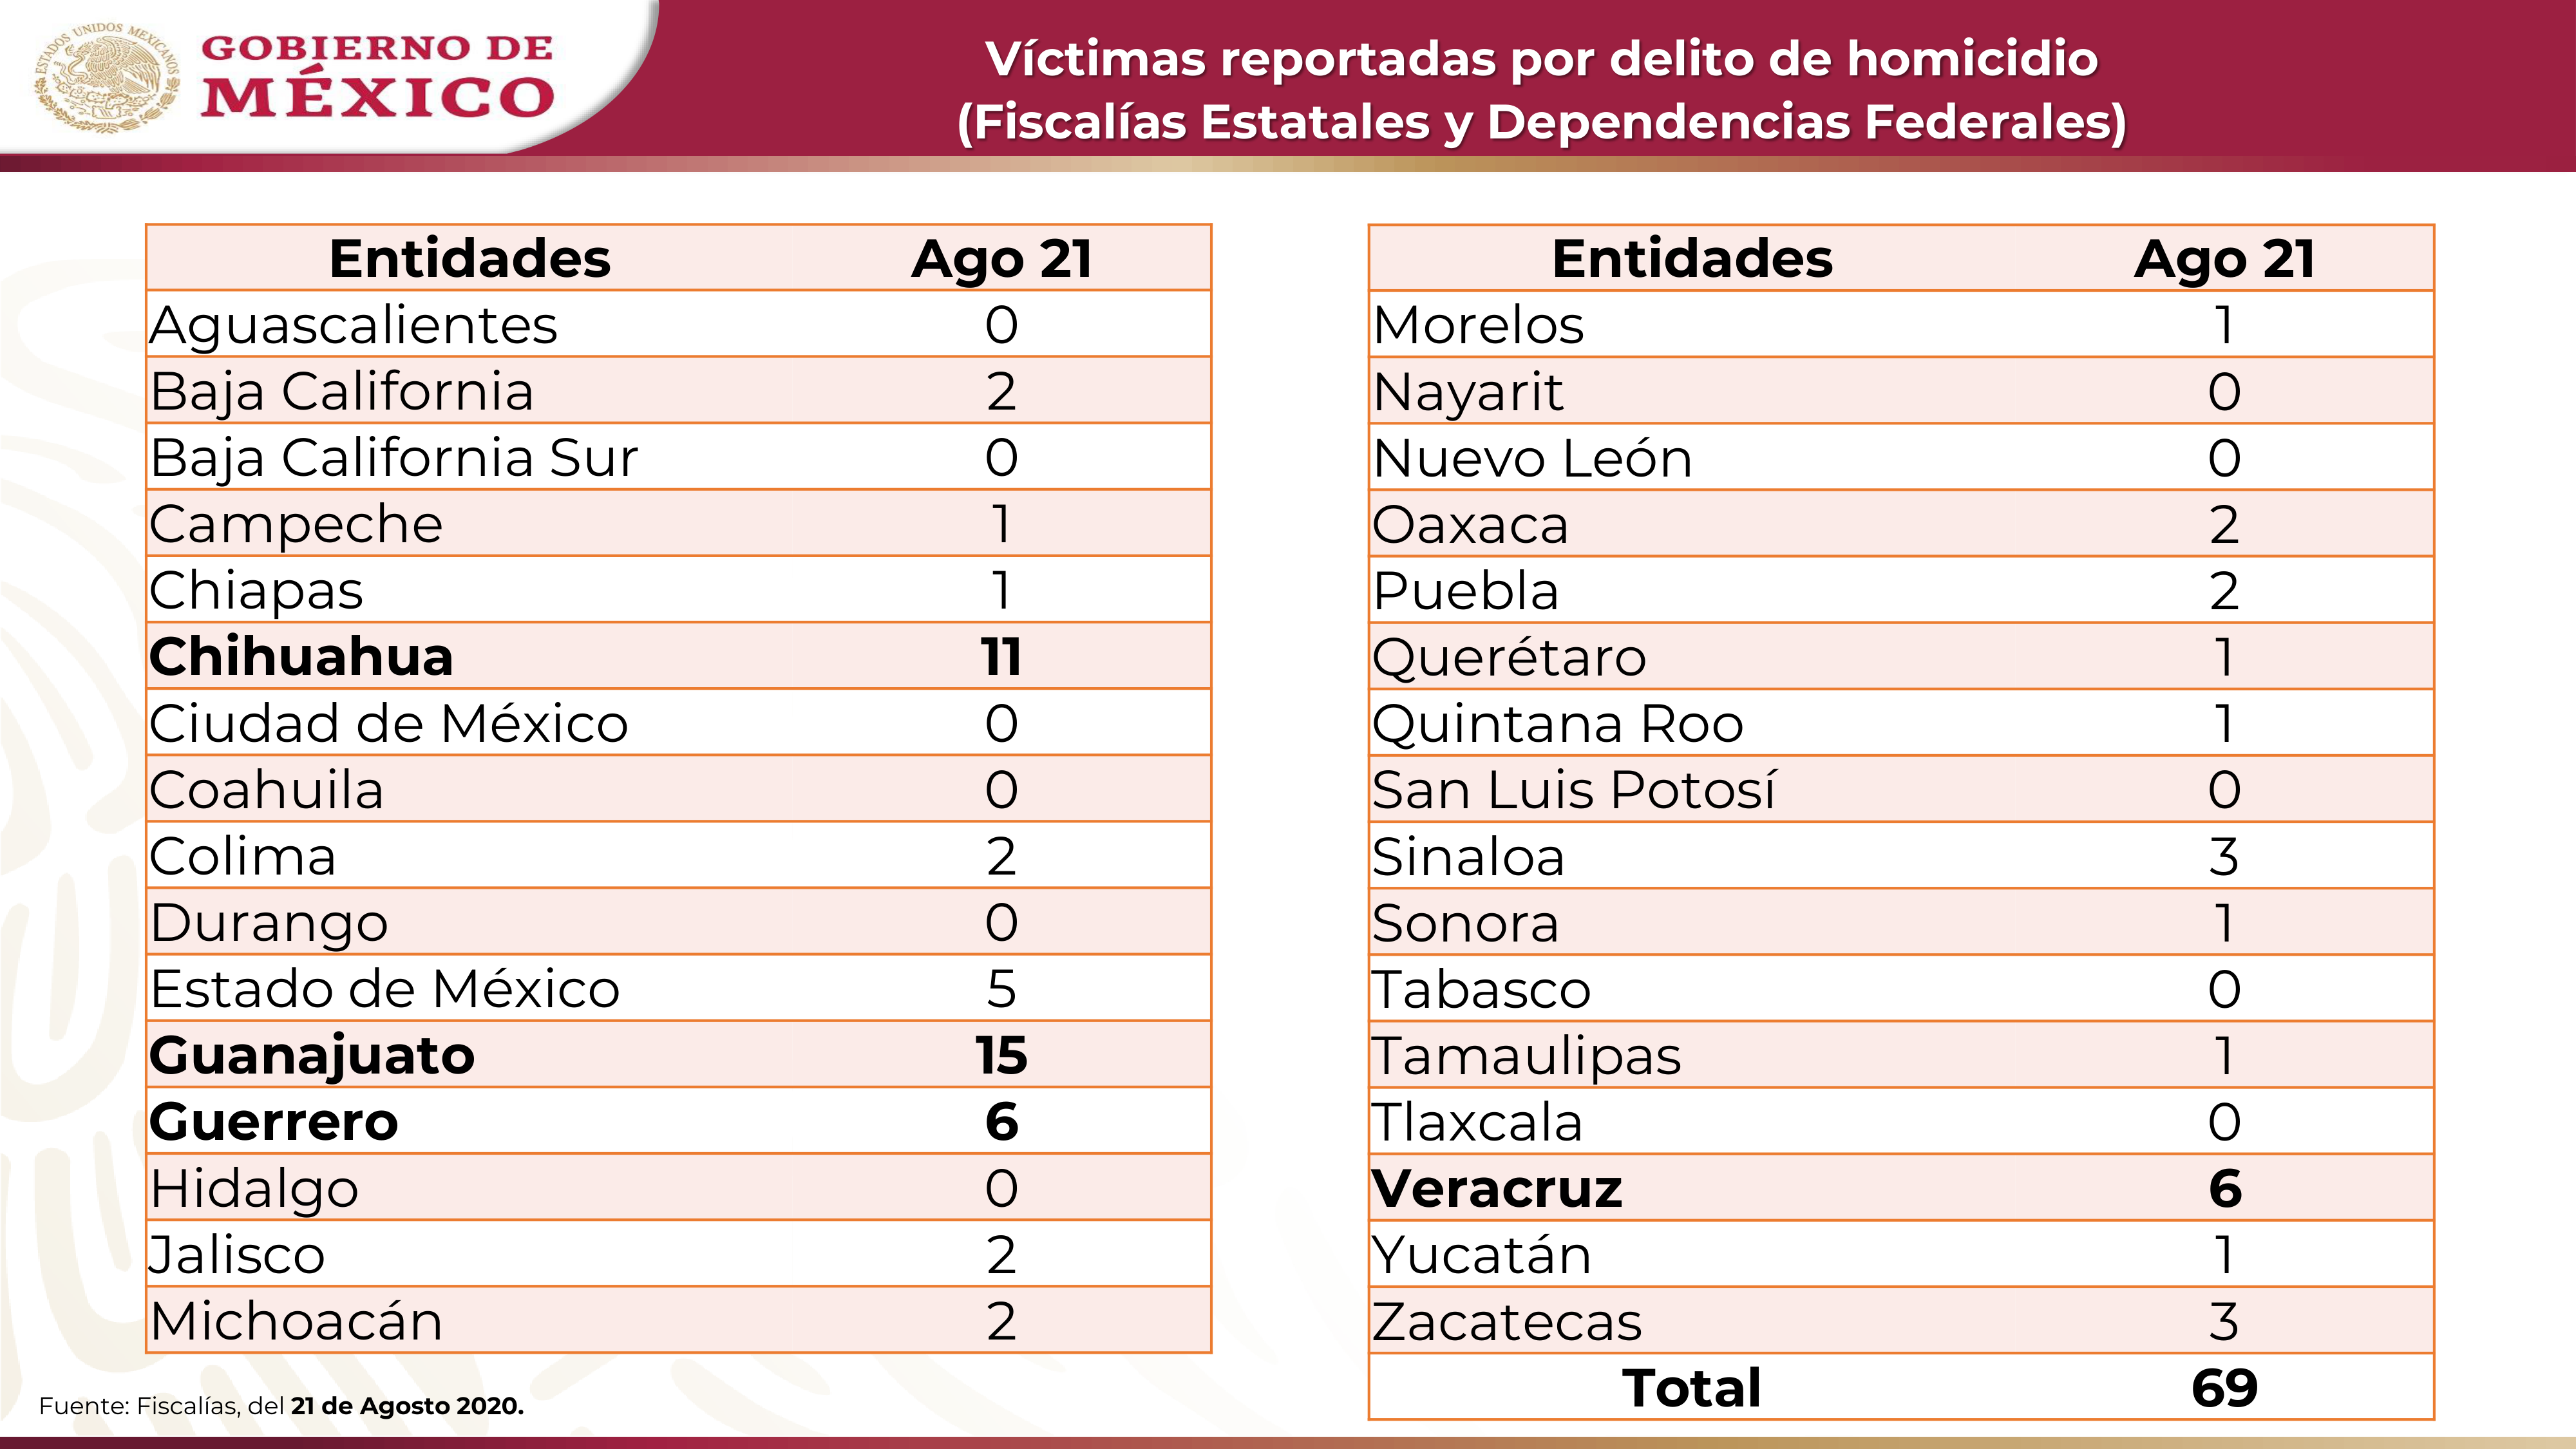 ESTADOS UNIDOS MEXICANOS
GOBIERNO DE
MÉXICO
Víctimas reportadas por delito de homicidio
(Fiscalías Estatales y Dependencias Federales)
Entidades Ago 21
Aguascalientes 0
Baja California 2
Baja California Sur 0
Campeche 1
Chiapas 1
Chihuahua 11
Ciudad de México 0
Coahuila 0
Colima 2
Durango 0
Estado de México 5
Guanajuato 15
Guerrero 6
Hidalgo 0
Jalisco 2
Michoacán 2
Entidades Ago 21
Morelos 1
Nayarit 0
Nuevo León 0
Oaxaca 2
Puebla 2
Querétaro 1
Quintana Roo 1
San Luis Potosí 0
Sinaloa 3
Sonora 1
Tabasco 0
Tamaulipas 1
Tlaxcala 0
Veracruz 6
Yucatán 1
Zacatecas 3
Total 69
Fuente: Fiscalías, del 21 de Agosto 2020.